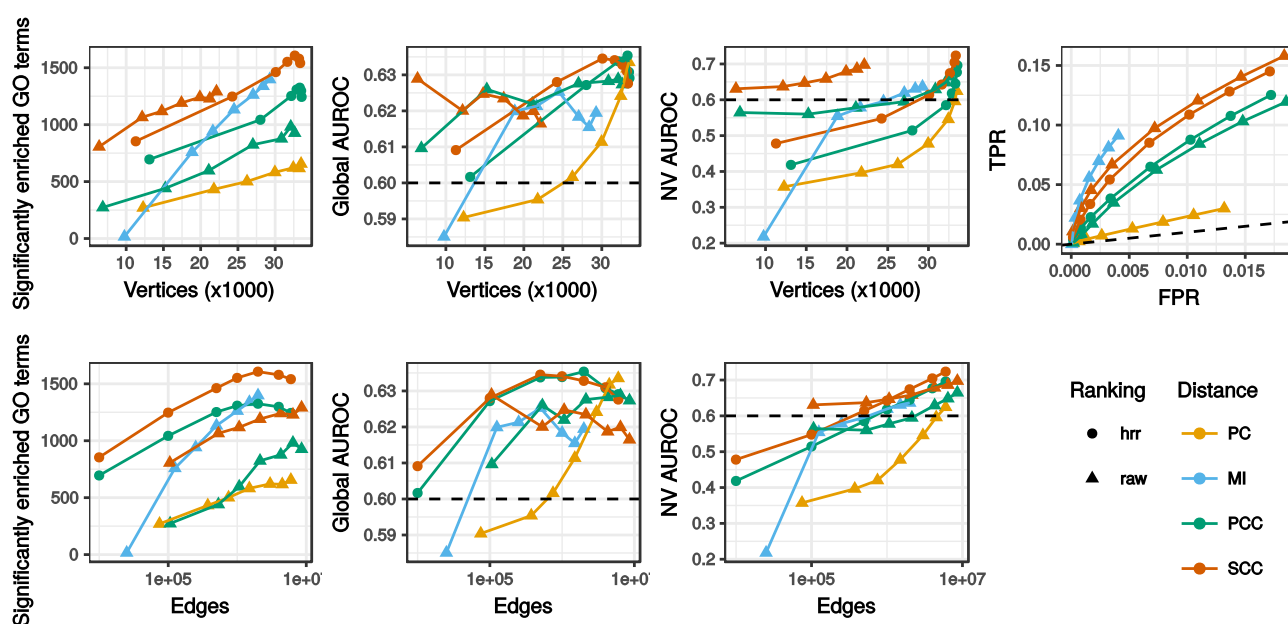 Significantly enriched GO terms
1500
1000
500
0
10 15 20 25 30
Vertices (x1000)
Global AUROC
0.63
0.62
0.61
0.60
0.59
10 15 20 25 30
Vertices (x1000)
NV AUROC
0.7
0.6
0.5
0.4
0.3
0.2
10 15 20 25 30
Vertices (x1000)
TPR
0.15
0.10
0.05
0.00
0.000 0.005 0.010 0.015
FPR
Significantly enriched GO terms
1500
1000
500
0
1e+05 1e+0
Edges
Global AUROC
0.63
0.62
0.61
0.60
0.59
1e+05 1e+0
Edges
NV AUROC
0.7
0.6
0.5
0.4
0.3
0.2
1e+05 1e+07
Edges
Ranking
hrr
raw
Distance
PC
MI
PCC
SCC